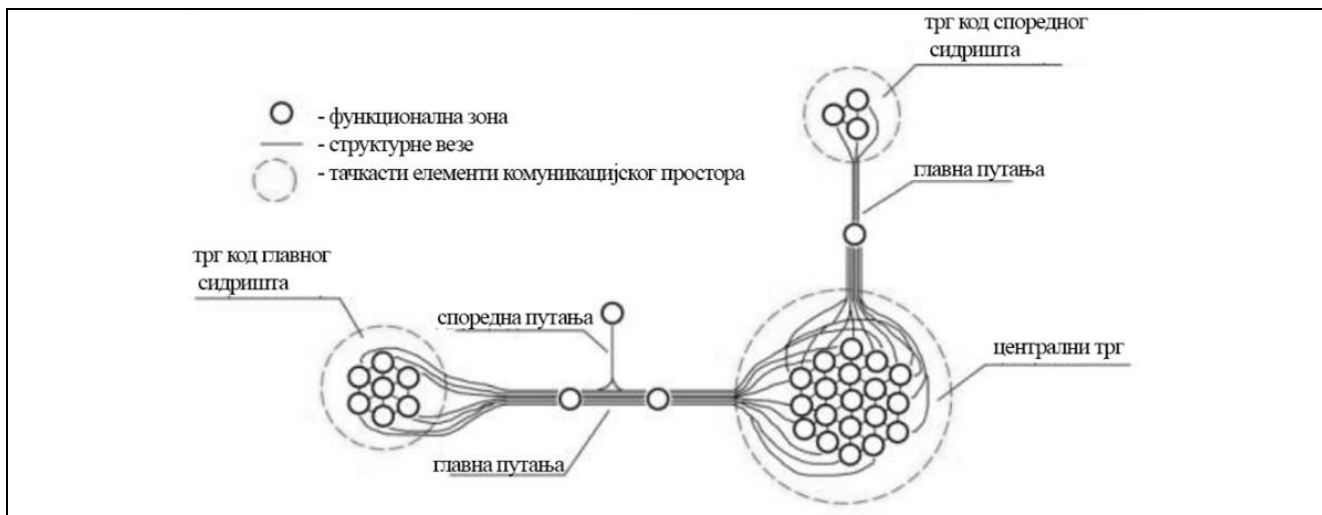 трг код споредног
сидришта
- функционална зона
- структурне везе
- тачкасти елементи комуникацијског простора
главна путања
трг код главног
сидришта
споредна путања
централни трг
главна путања